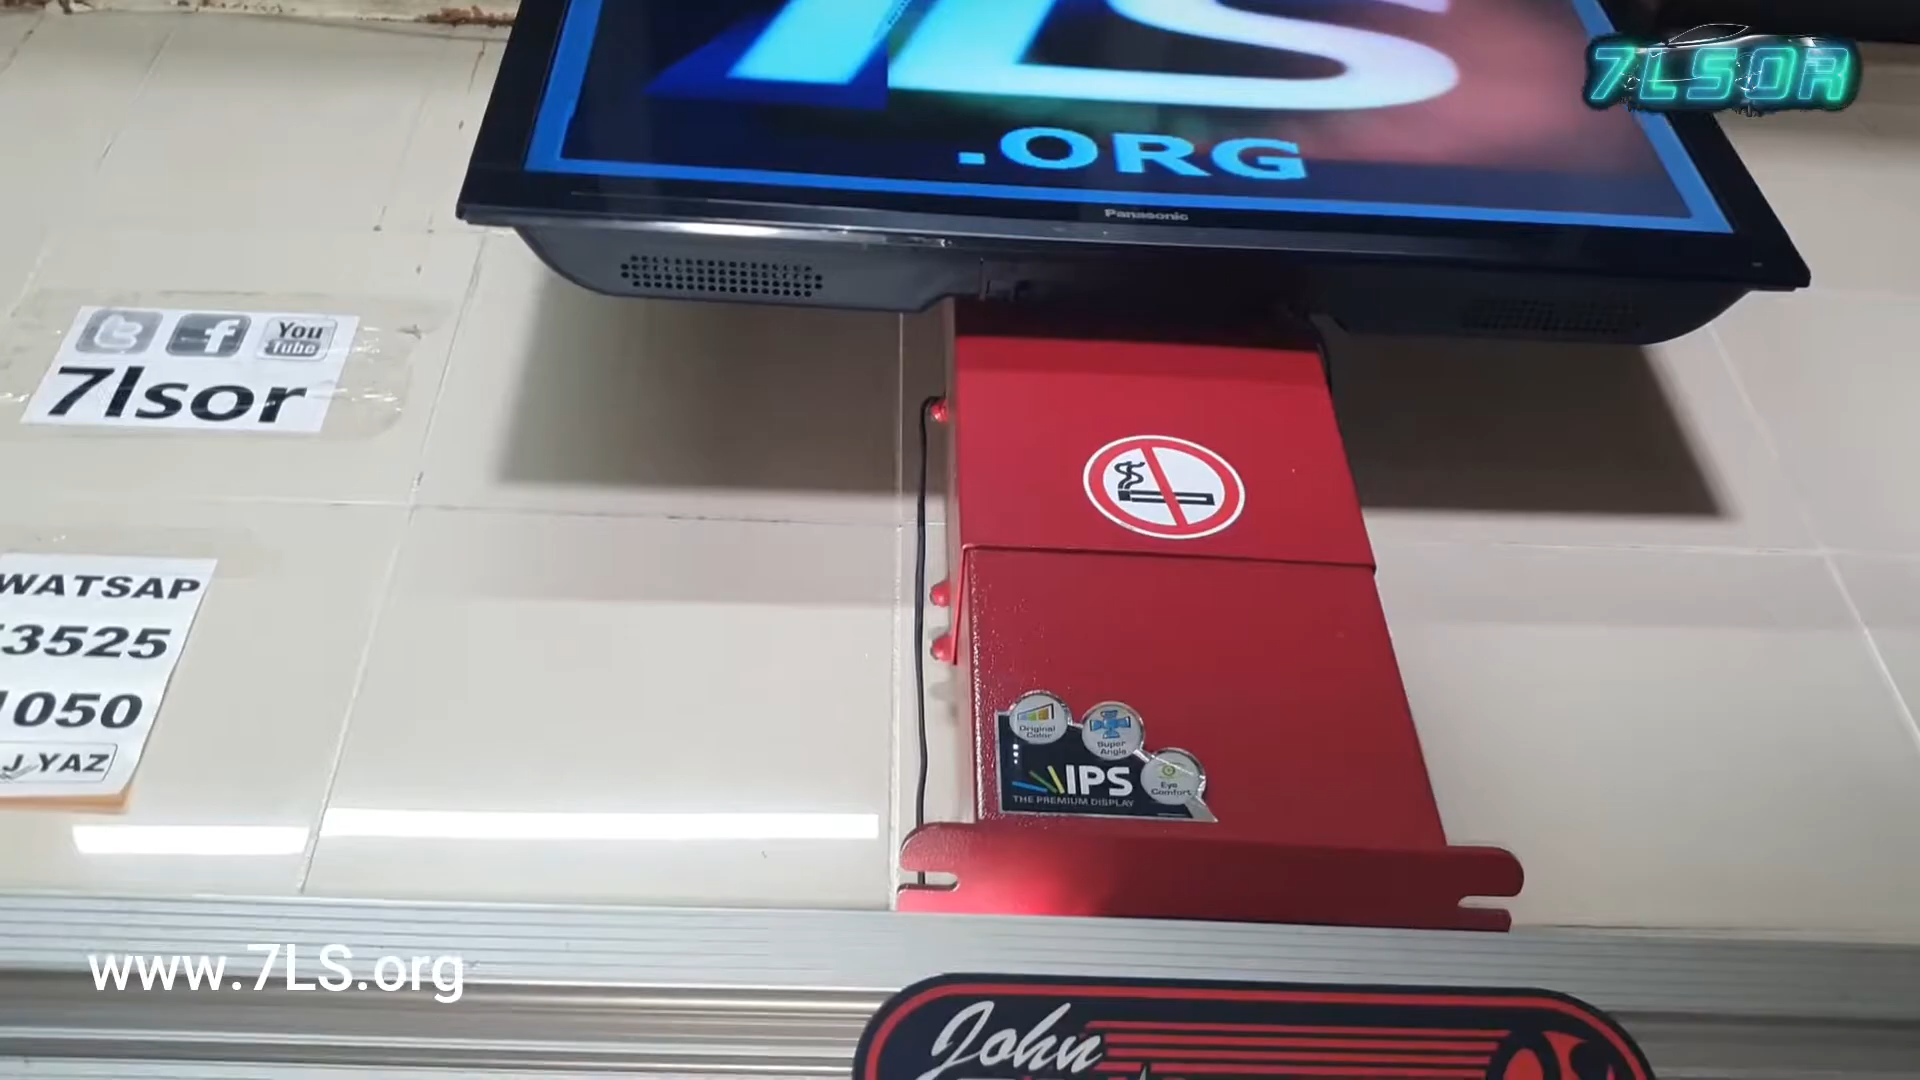 7LS
.ORG
Panasonic
7LSOR
You
Tube
7lsor
WATSAP
3525
1050
J YAZ
Original
Color
Super
Angle
Eye
Comfort
IPS
THE PREMIUM DISPLAY
www.7LS.org
John